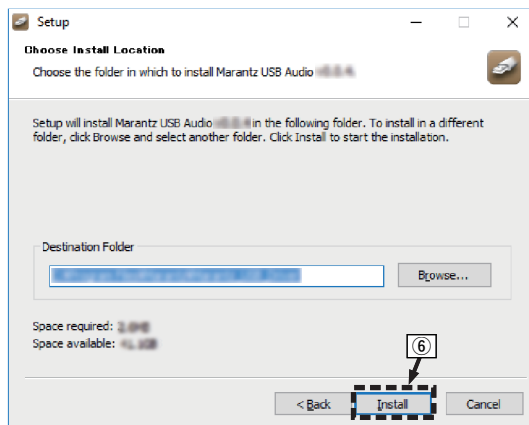 Setup
Choose Install Location
Choose the folder in which to install Marantz USB Audio
Setup will install Marantz USB Audio in the following folder. To install in a different
folder, click Browse and select another folder. Click Install to start the installation.
Destination Folder
Browse...
Space required:
Space available:
⑥
< Back Install Cancel